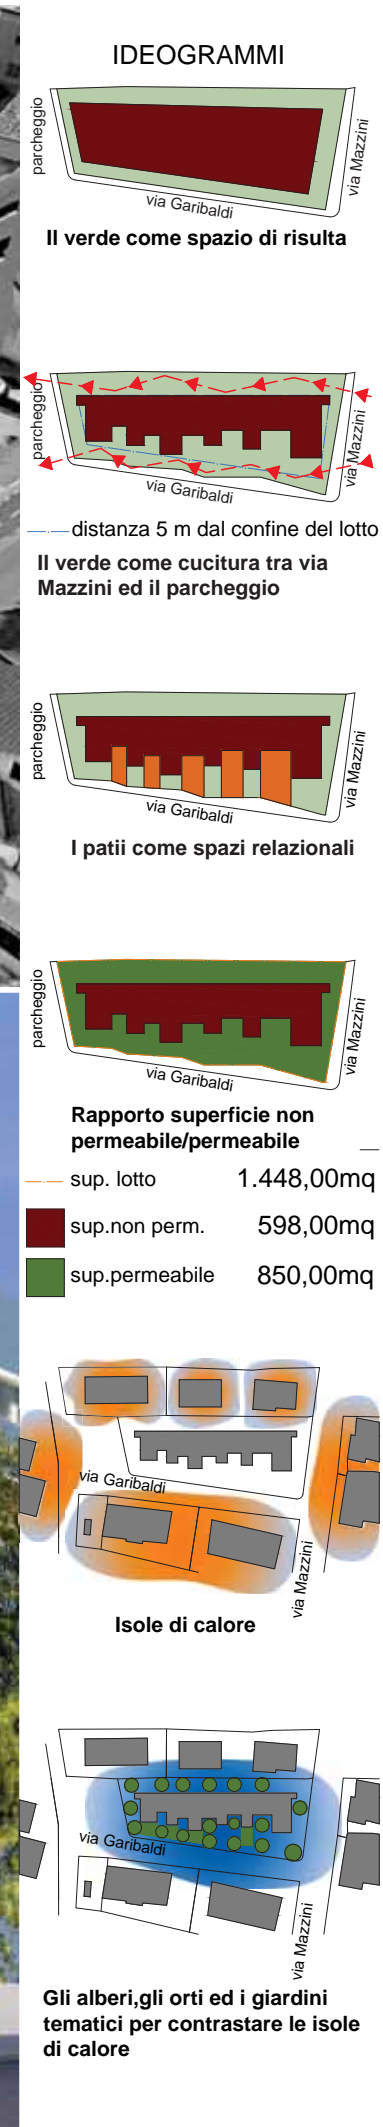 IDEOGRAMMI
parcheggio
via Mazzini
via Garibaldi
Il verde come spazio di risulta
parcheggio
via Mazzini
via Garibaldi
distanza 5 m dal confine del lotto
Il verde come cucitura tra via
Mazzini ed il parcheggio
parcheggio
via Mazzini
via Garibaldi
I patii come spazi relazionali
parcheggio
via Mazzini
via Garibaldi
Rapporto superficie non
permeabile/permeabile
sup. lotto 1.448,00mq
sup.non perm. 598,00mq
sup.permeabile 850,00mq
via Garibaldi
via Mazzini
Isole di calore
via Garibaldi
via Mazzini
Gli alberi,gli orti ed i giardini
tematici per contrastare le isole
di calore